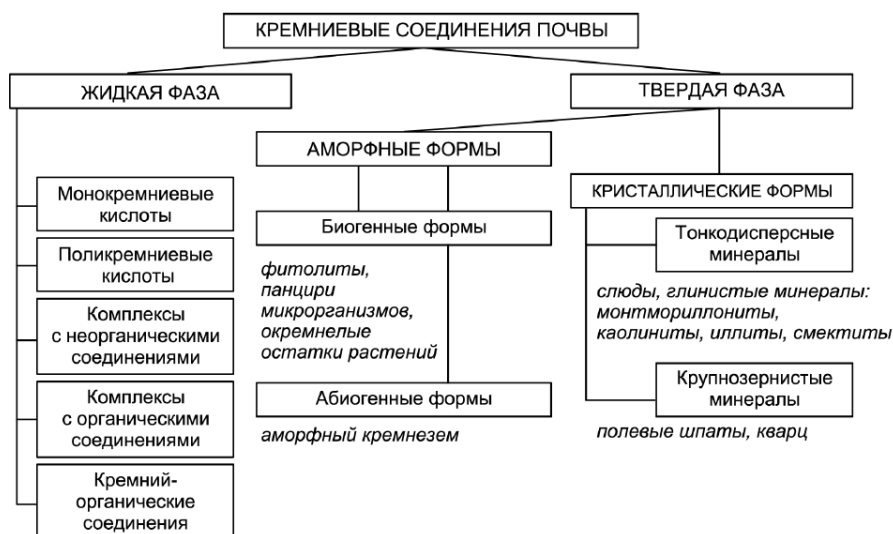 КРЕМНИЕВЫЕ СОЕДИНЕНИЯ ПОЧВЫ
ЖИДКАЯ ФАЗА
Монокремниевые
кислоты
Поликремниевые
кислоты
Комплексы
с неорганическими
соединениями
Комплексы
с органическими
соединениями
Кремний-
органические
соединения
ТВЕРДАЯ ФАЗА
АМОРФНЫЕ ФОРМЫ
Биогенные формы
фитолиты,
панцири
микрорганизмов,
окремнелые
остатки растений
Абиогенные формы
аморфный кремнезем
КРИСТАЛЛИЧЕСКИЕ ФОРМЫ
Тонкодисперсные
минералы
слюды, глинистые минералы:
монтмориллониты,
каолиниты, иллиты, смектиты
Крупнозернистые
минералы
полевые шпаты, кварц